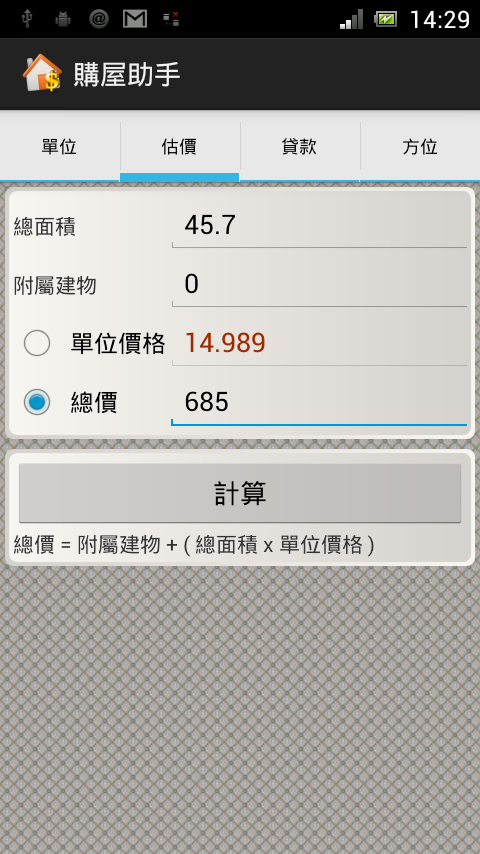 14:29
購屋助手
單位 估價 貸款 方位
總面積 45.7
附屬建物 0
單位價格 14.989
總價 685
計算
總價 = 附屬建物 + ( 總面積 x 單位價格 )